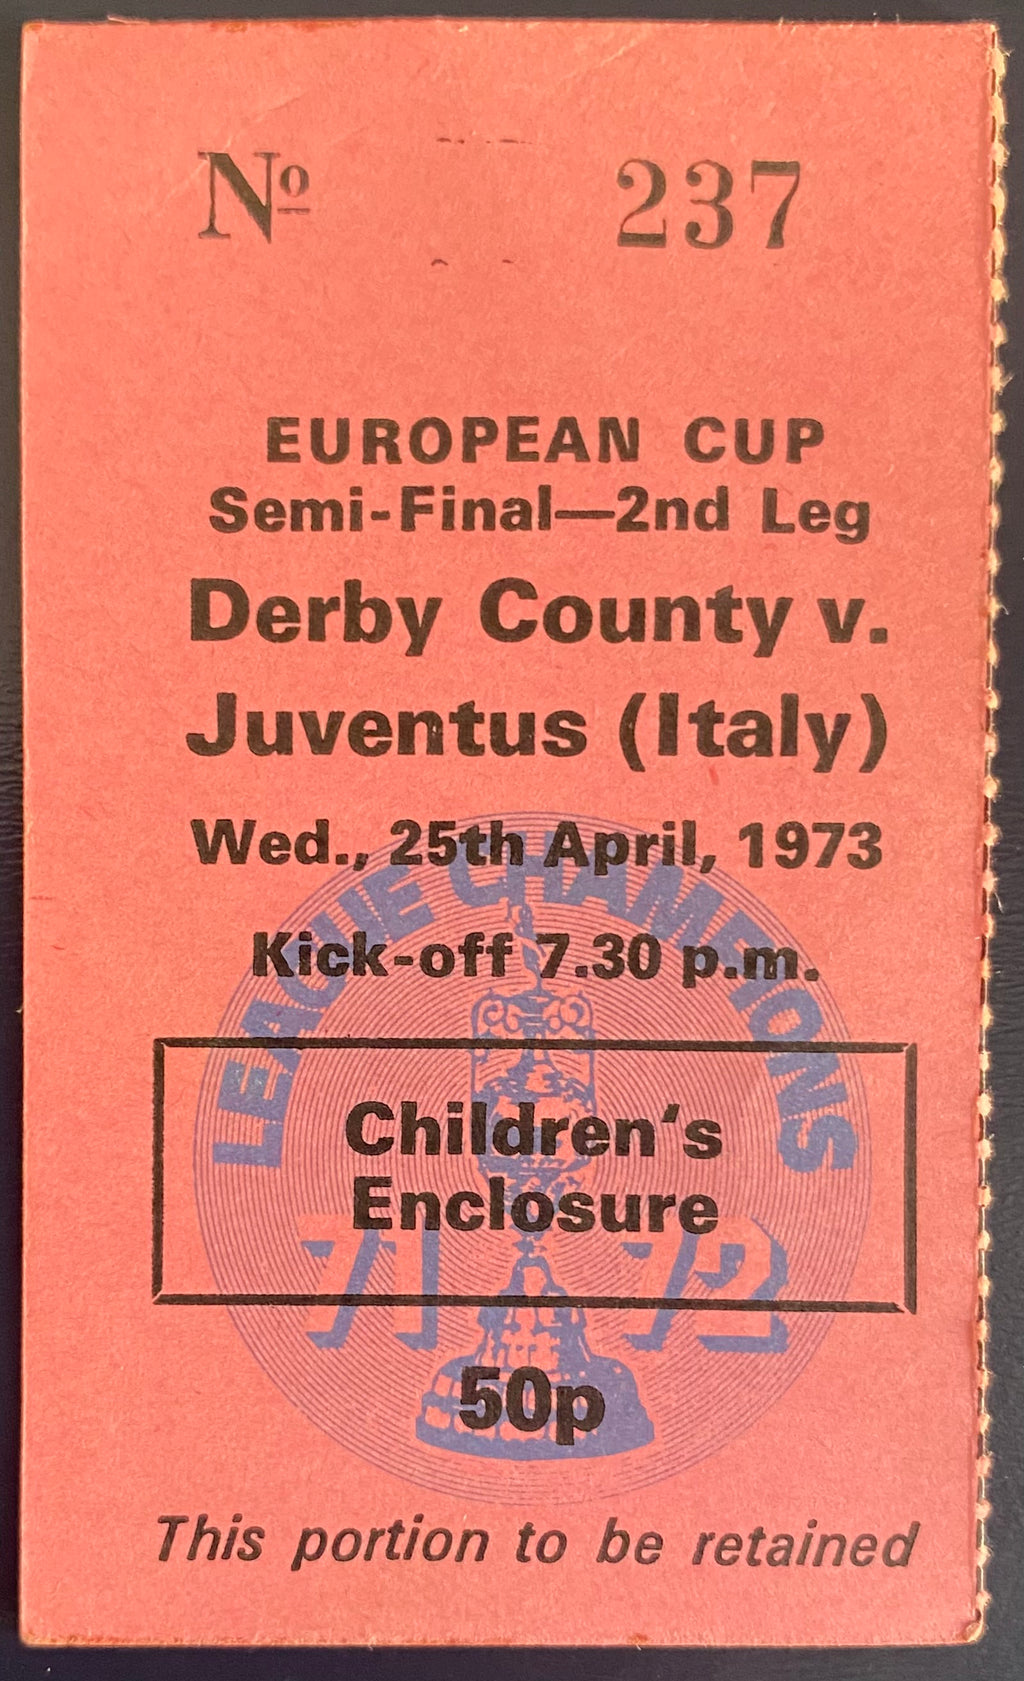 Nº 237
EUROPEAN CUP
Semi-Final—2nd Leg
Derby County v.
Juventus (Italy)
Wed., 25th April, 1973
LEAGUE CHAMPIONS
Kick-off 7.30 p.m.
Children's
Enclosure
71 72
50p
This portion to be retained